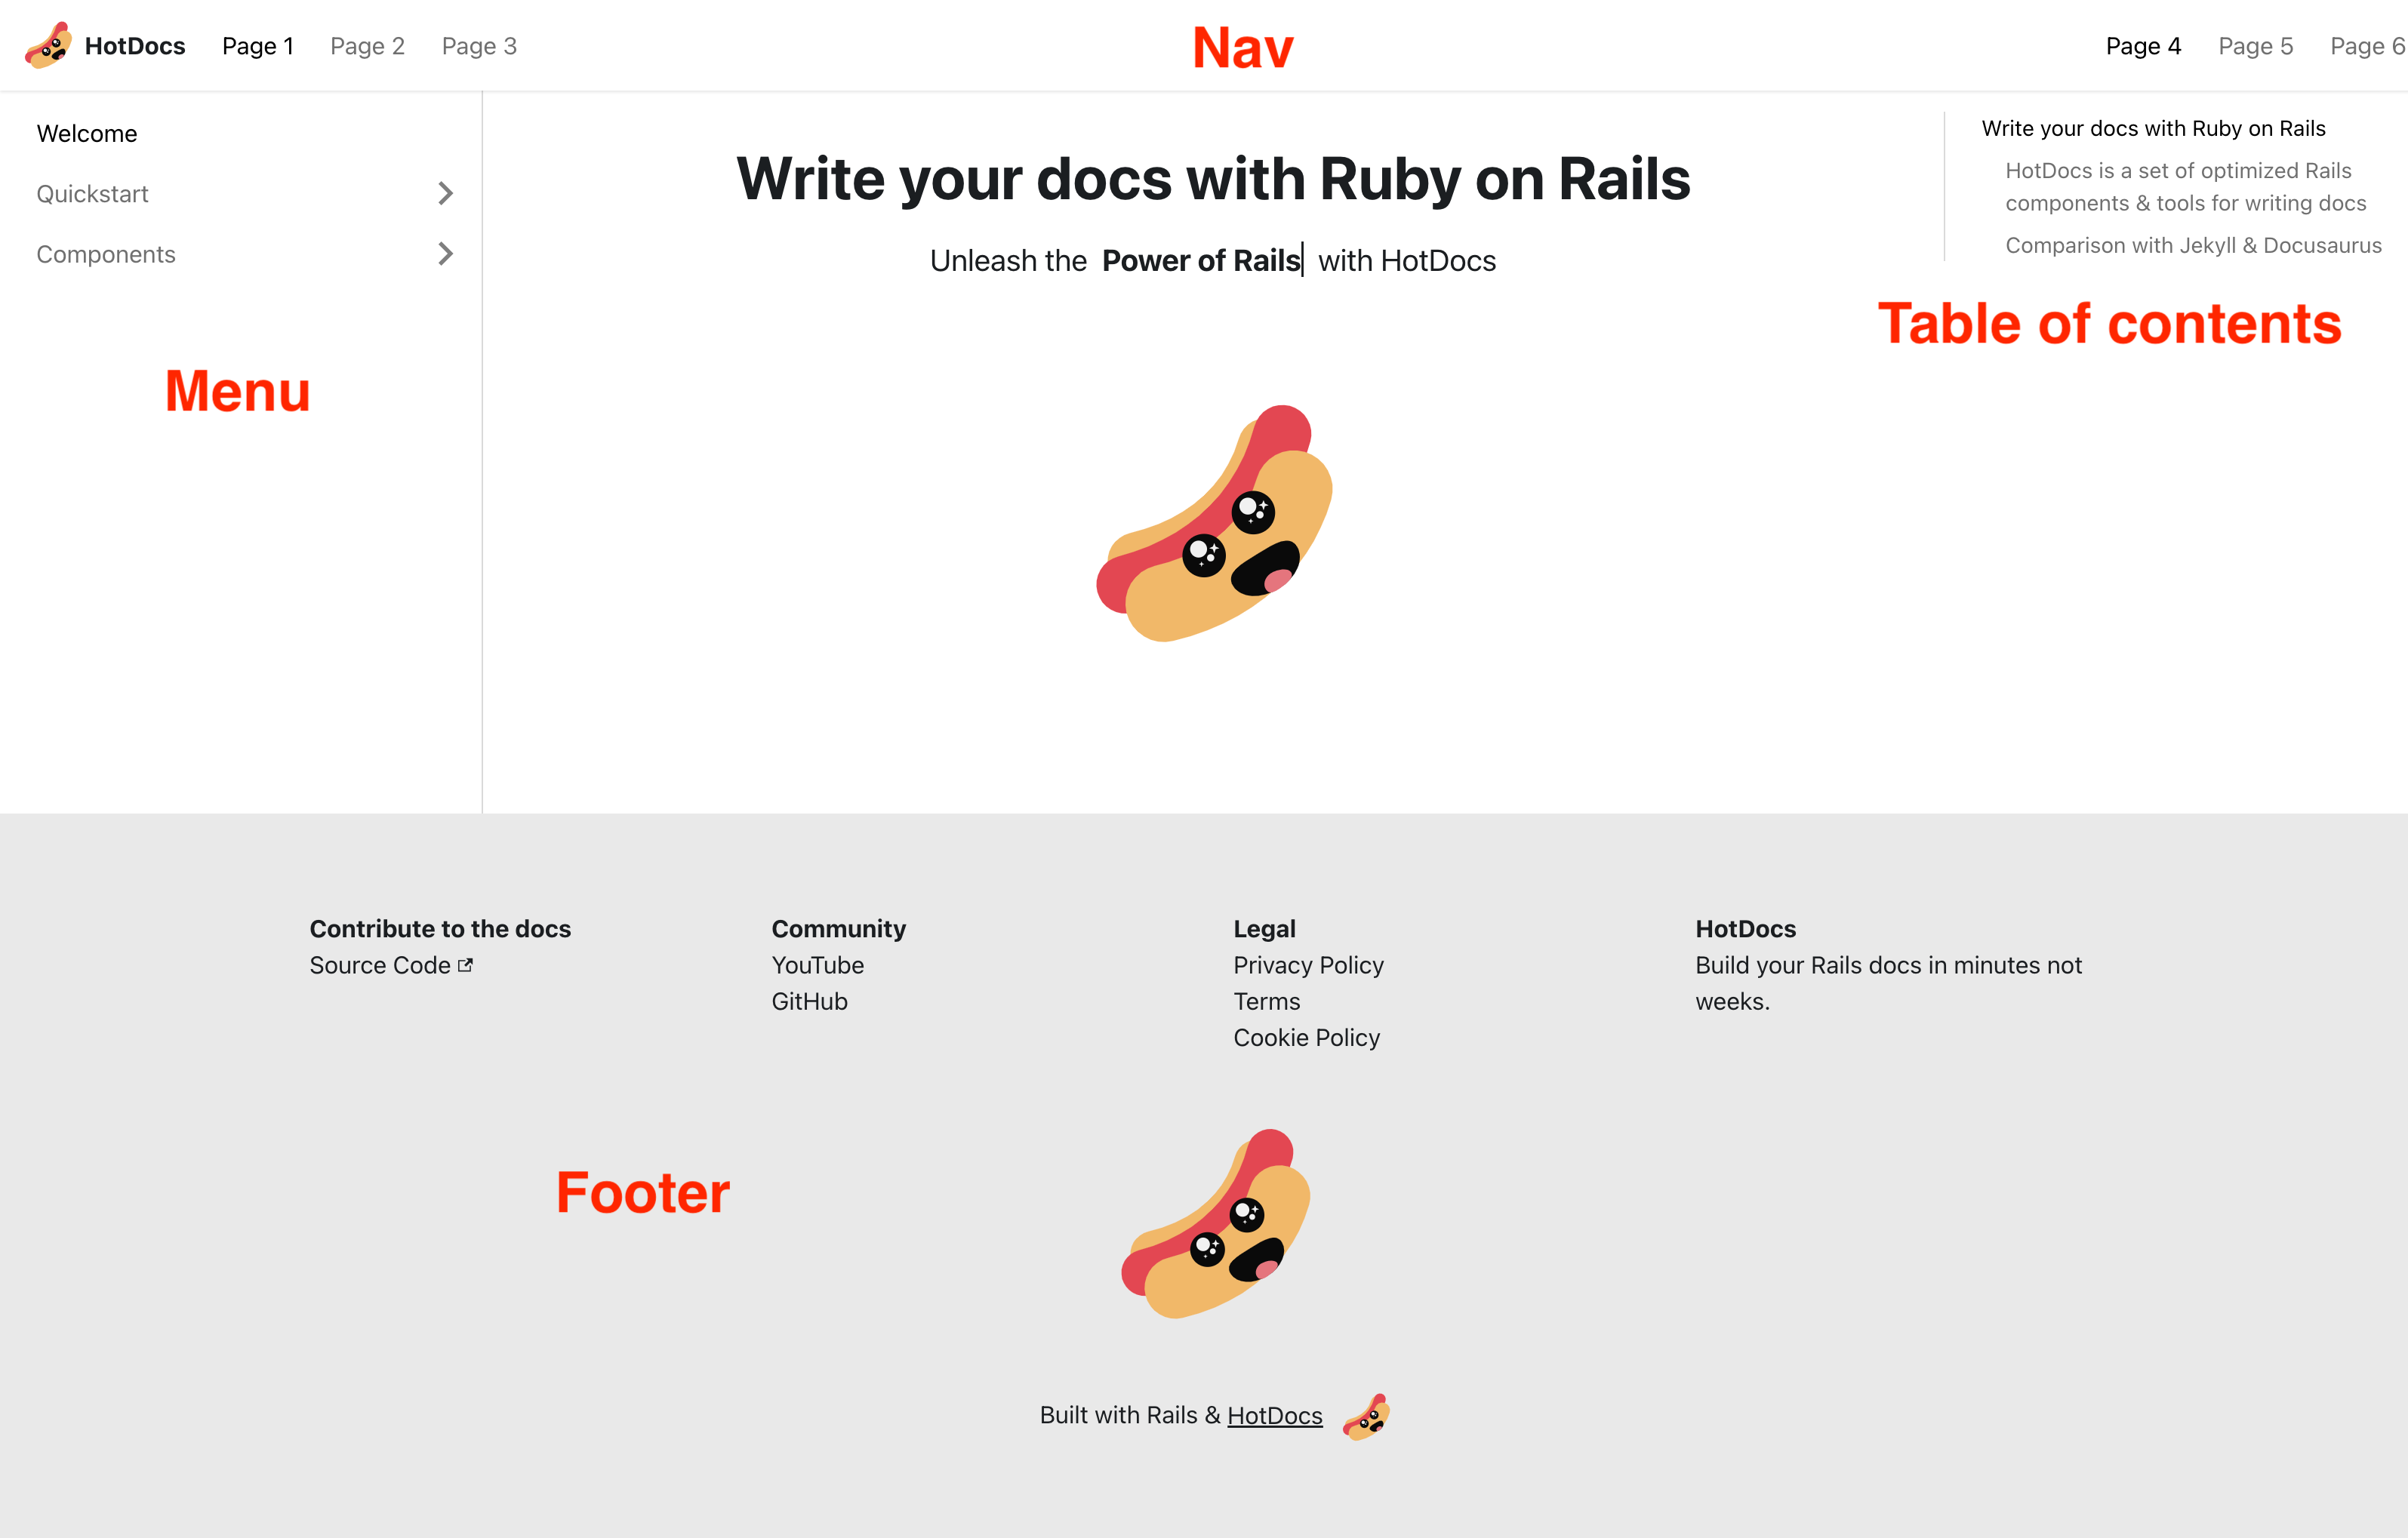 HotDocs Page 1 Page 2 Page 3 Nav Page 4 Page 5 Page 6
Welcome
Quickstart
Components
Menu
Write your docs with Ruby on Rails
Unleash the Power of Rails with HotDocs
Write your docs with Ruby on Rails
HotDocs is a set of optimized Rails
components & tools for writing docs
Comparison with Jekyll & Docusaurus
Table of contents
Contribute to the docs
Source Code
Community
YouTube
GitHub
Legal
Privacy Policy
Terms
Cookie Policy
HotDocs
Build your Rails docs in minutes not
weeks.
Footer
Built with Rails & HotDocs